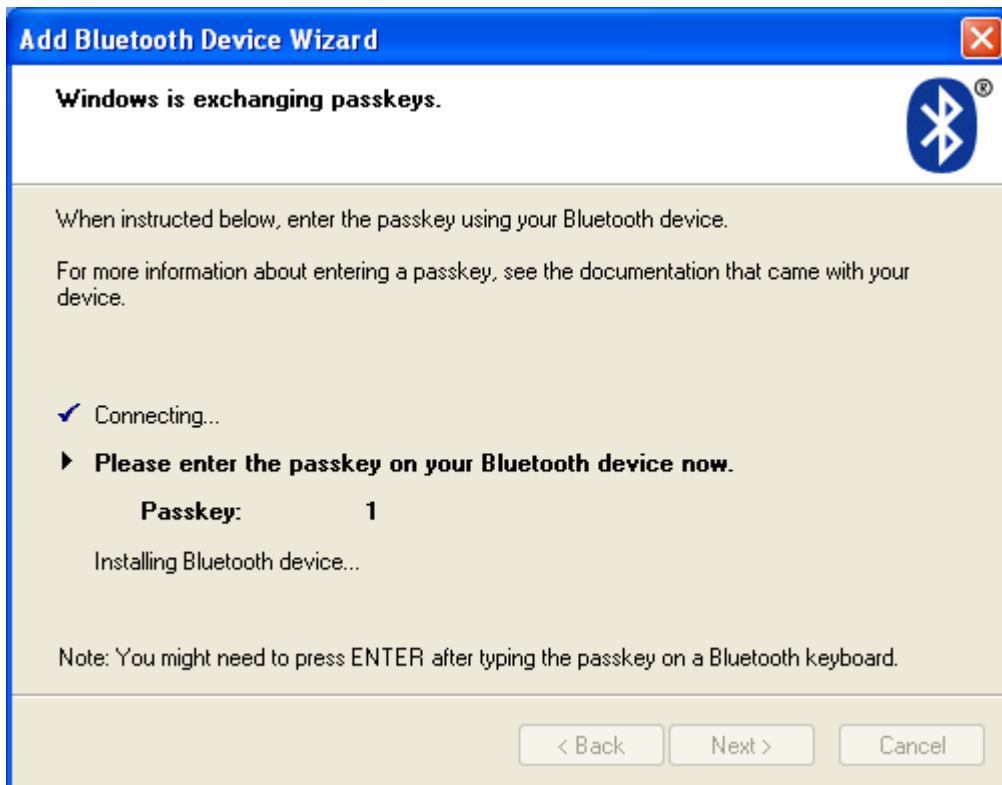 Add Bluetooth Device Wizard
Windows is exchanging passkeys.
®
When instructed below, enter the passkey using your Bluetooth device.
For more information about entering a passkey, see the documentation that came with your
device.
Connecting...
Please enter the passkey on your Bluetooth device now.
Passkey: 1
Installing Bluetooth device...
Note: You might need to press ENTER after typing the passkey on a Bluetooth keyboard.
< Back Next > Cancel